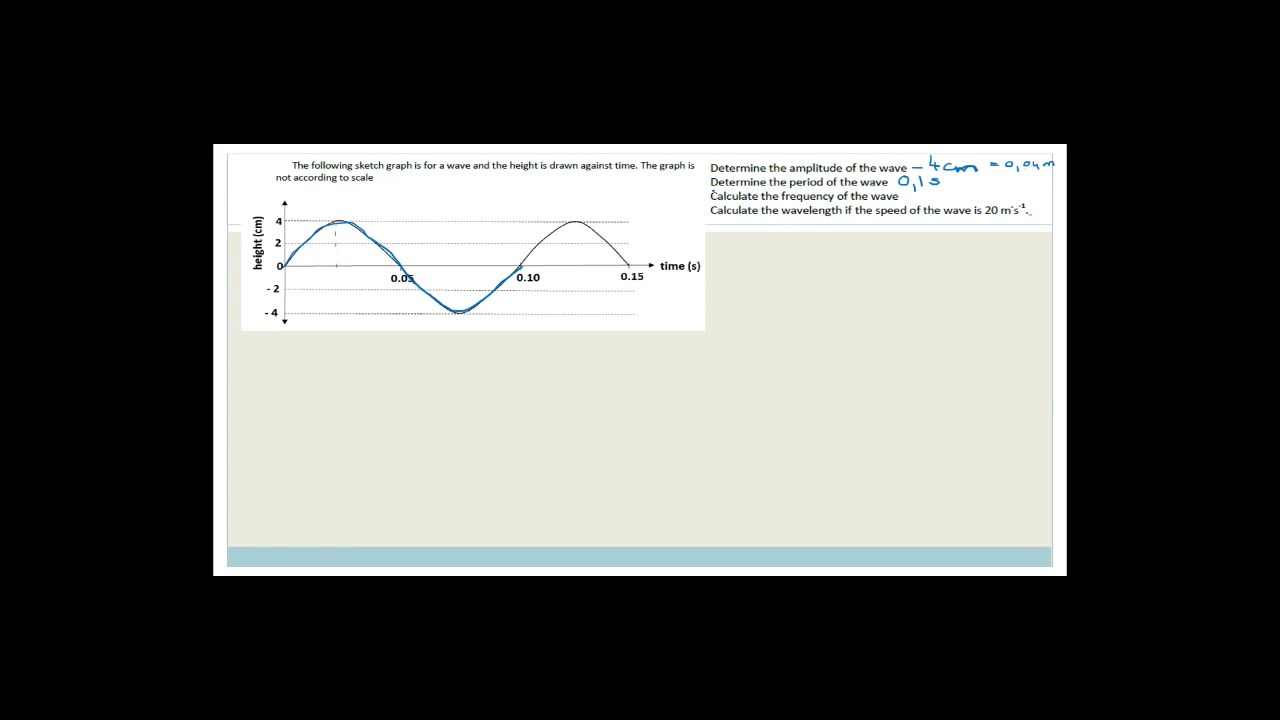 The following sketch graph is for a wave and the height is drawn against time. The graph is
not according to scale
Determine the amplitude of the wave – 4cm = 0,04m
Determine the period of the wave 0,1s
Calculate the frequency of the wave
Calculate the wavelength if the speed of the wave is 20 m·s⁻¹.
height (cm)
4
2
0
- 2
- 4
0.05
0.10
0.15
time (s)